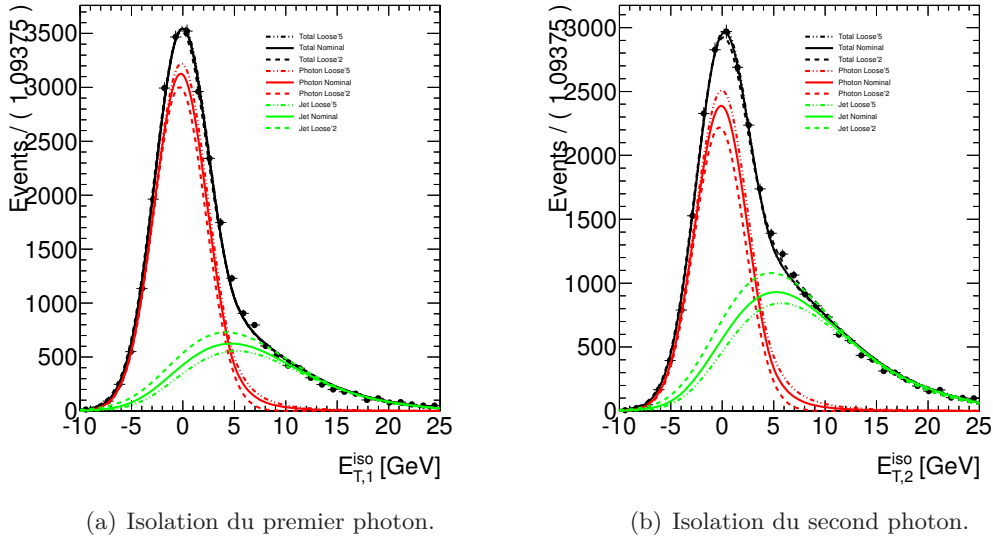 Events / ( 1.09375)
3500
3000
2500
2000
1500
1000
500
0
-10 -5 0 5 10 15 20 25
E_{T,1}^{iso} [GeV]
Total Loose'5
Total Nominal
Total Loose'2
Photon Loose'5
Photon Nominal
Photon Loose'2
Jet Loose'5
Jet Nominal
Jet Loose'2
(a) Isolation du premier photon.
Events / ( 1.09375)
3000
2500
2000
1500
1000
500
0
-10 -5 0 5 10 15 20 25
E_{T,2}^{iso} [GeV]
Total Loose'5
Total Nominal
Total Loose'2
Photon Loose'5
Photon Nominal
Photon Loose'2
Jet Loose'5
Jet Nominal
Jet Loose'2
(b) Isolation du second photon.